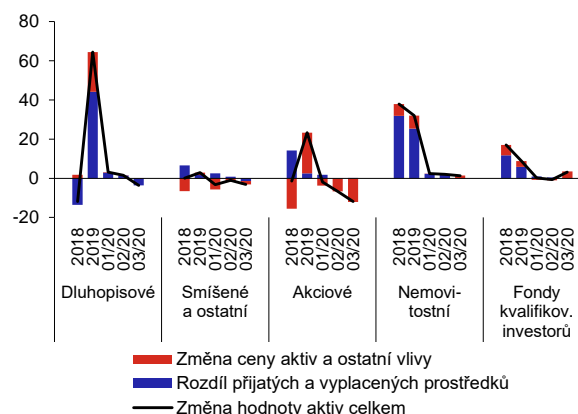 80
60
40
20
0
-20
2018 2019 01/20 02/20 03/20 2018 2019 01/20 02/20 03/20 2018 2019 01/20 02/20 03/20 2018 2019 01/20 02/20 03/20 2018 2019 01/20 02/20 03/20
Dluhopisové Smíšené Akciové Nemovi- Fondy
a ostatní tostní kvalifikov.
investorů
Změna ceny aktiv a ostatní vlivy
Rozdíl přijatých a vyplacených prostředků
Změna hodnoty aktiv celkem